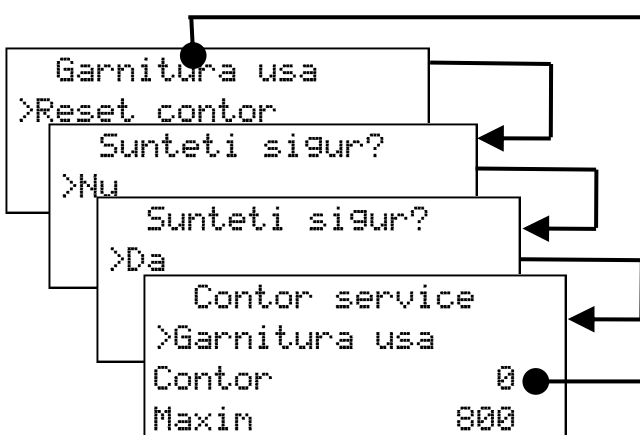 Garnitura usa
>Reset contor
Sunteti sigur?
>Nu
Sunteti sigur?
>Da
Contor service
>Garnitura usa
Contor 0
Maxim 800